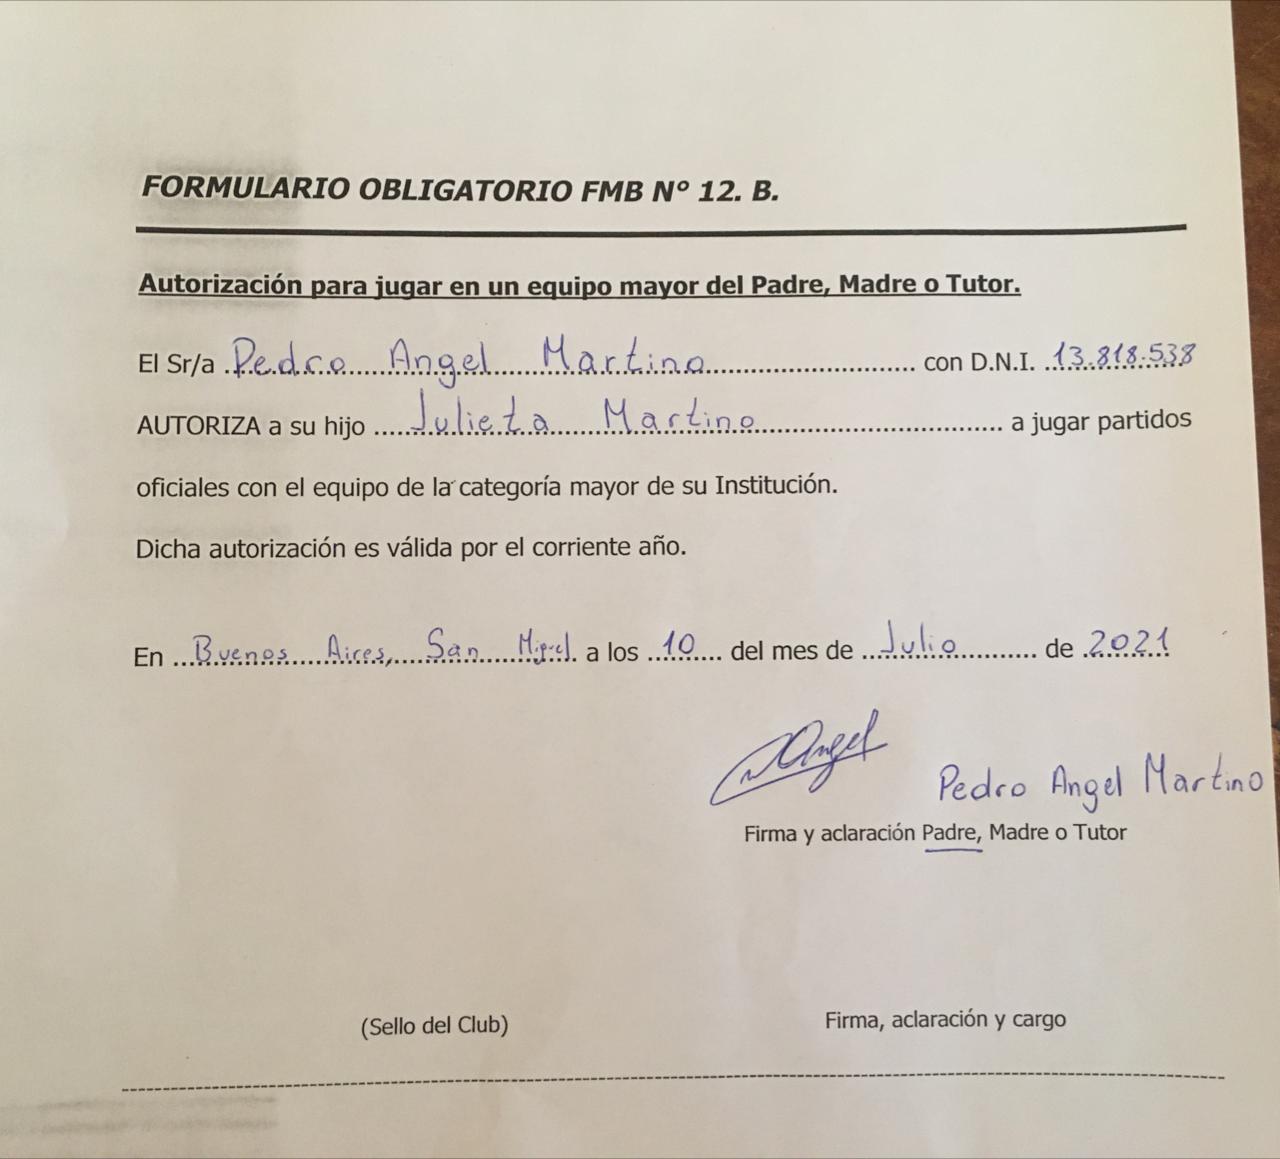 FORMULARIO OBLIGATORIO FMB Nº 12. B.
Autorización para jugar en un equipo mayor del Padre, Madre o Tutor.
El Sr/a Pedro Angel Martino con D.N.I. 13.818.538
AUTORIZA a su hijo Julieta Martino a jugar partidos
oficiales con el equipo de la categoría mayor de su Institución.
Dicha autorización es válida por el corriente año.
En Buenos Aires, San Miguel a los 10 del mes de Julio de 2021
Angel Pedro Angel Martino
Firma y aclaración Padre, Madre o Tutor
(Sello del Club) Firma, aclaración y cargo